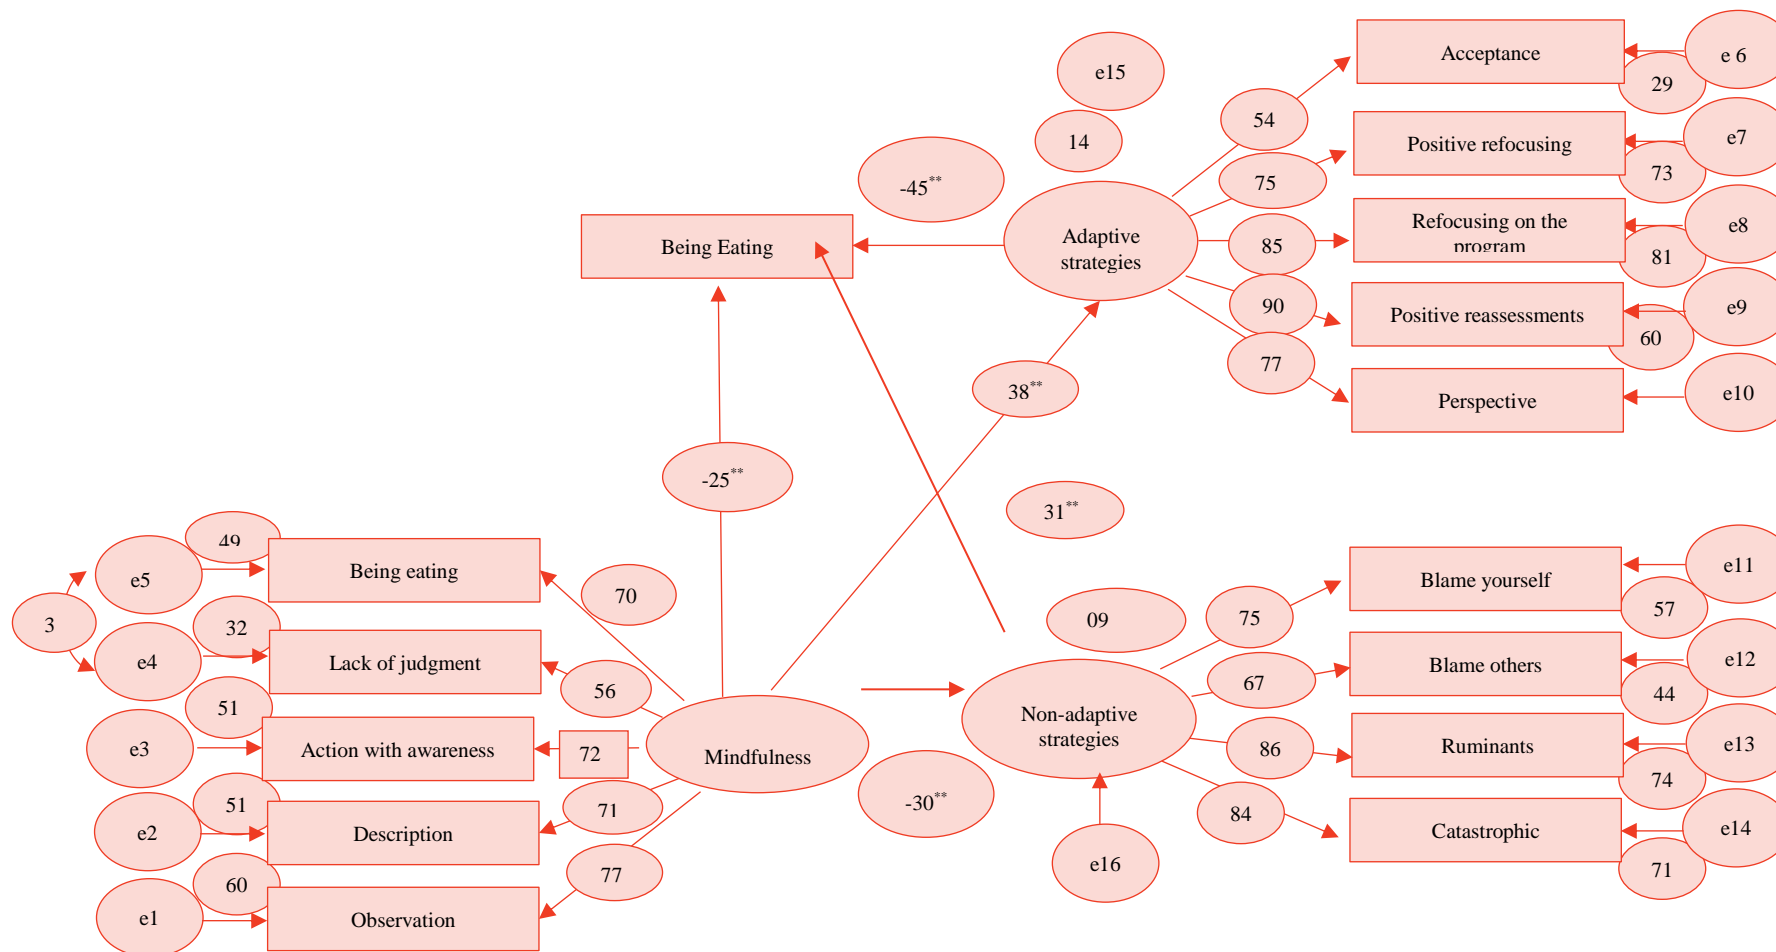 Acceptance
e 6
29
e15
54
14
Positive refocusing
e7
73
-45**
75
Refocusing on the
program
e8
81
Being Eating
Adaptive
strategies
85
90
Positive reassessments
e9
60
77
38**
Perspective
e10
-25**
31**
49
e5
Being eating
70
3
32
e4
Lack of judgment
56
51
e3
Action with awareness
72
Mindfulness
51
e2
Description
71
60
e1
Observation
77
-30**
09
Non-adaptive
strategies
e16
75
Blame yourself
e11
57
67
Blame others
e12
44
86
Ruminants
e13
74
84
Catastrophic
e14
71